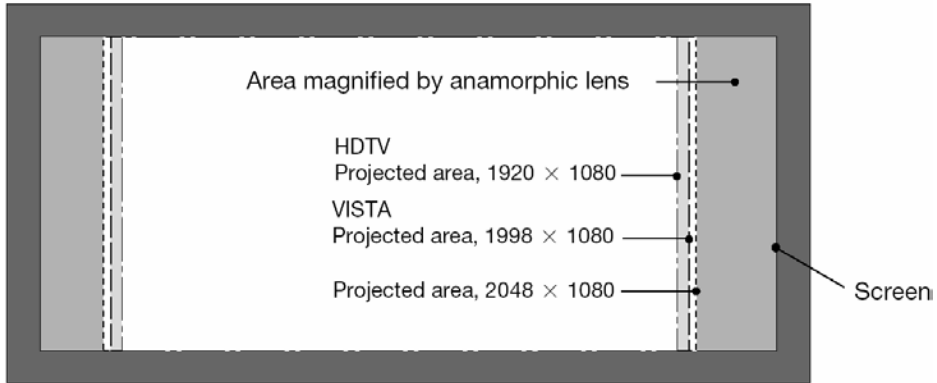 Area magnified by anamorphic lens
HDTV
Projected area, 1920 × 1080
VISTA
Projected area, 1998 × 1080
Projected area, 2048 × 1080
Screen